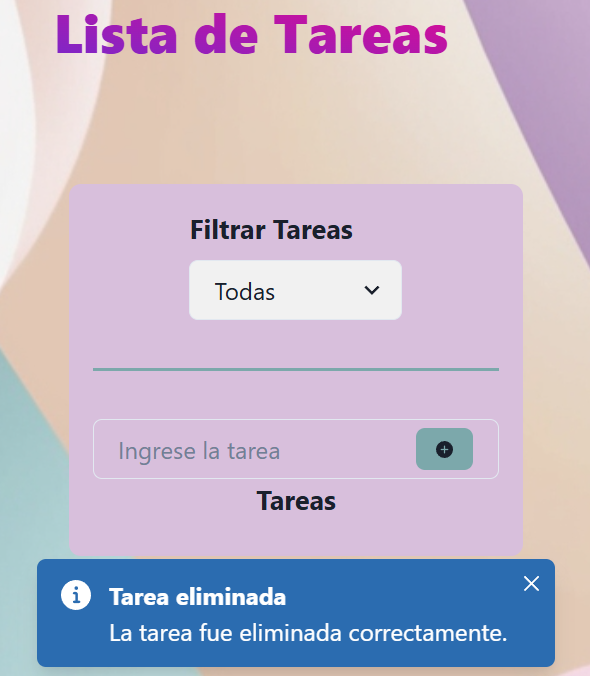 Lista de Tareas
Filtrar Tareas
Todas
Ingrese la tarea
Tareas
Tarea eliminada
La tarea fue eliminada correctamente.